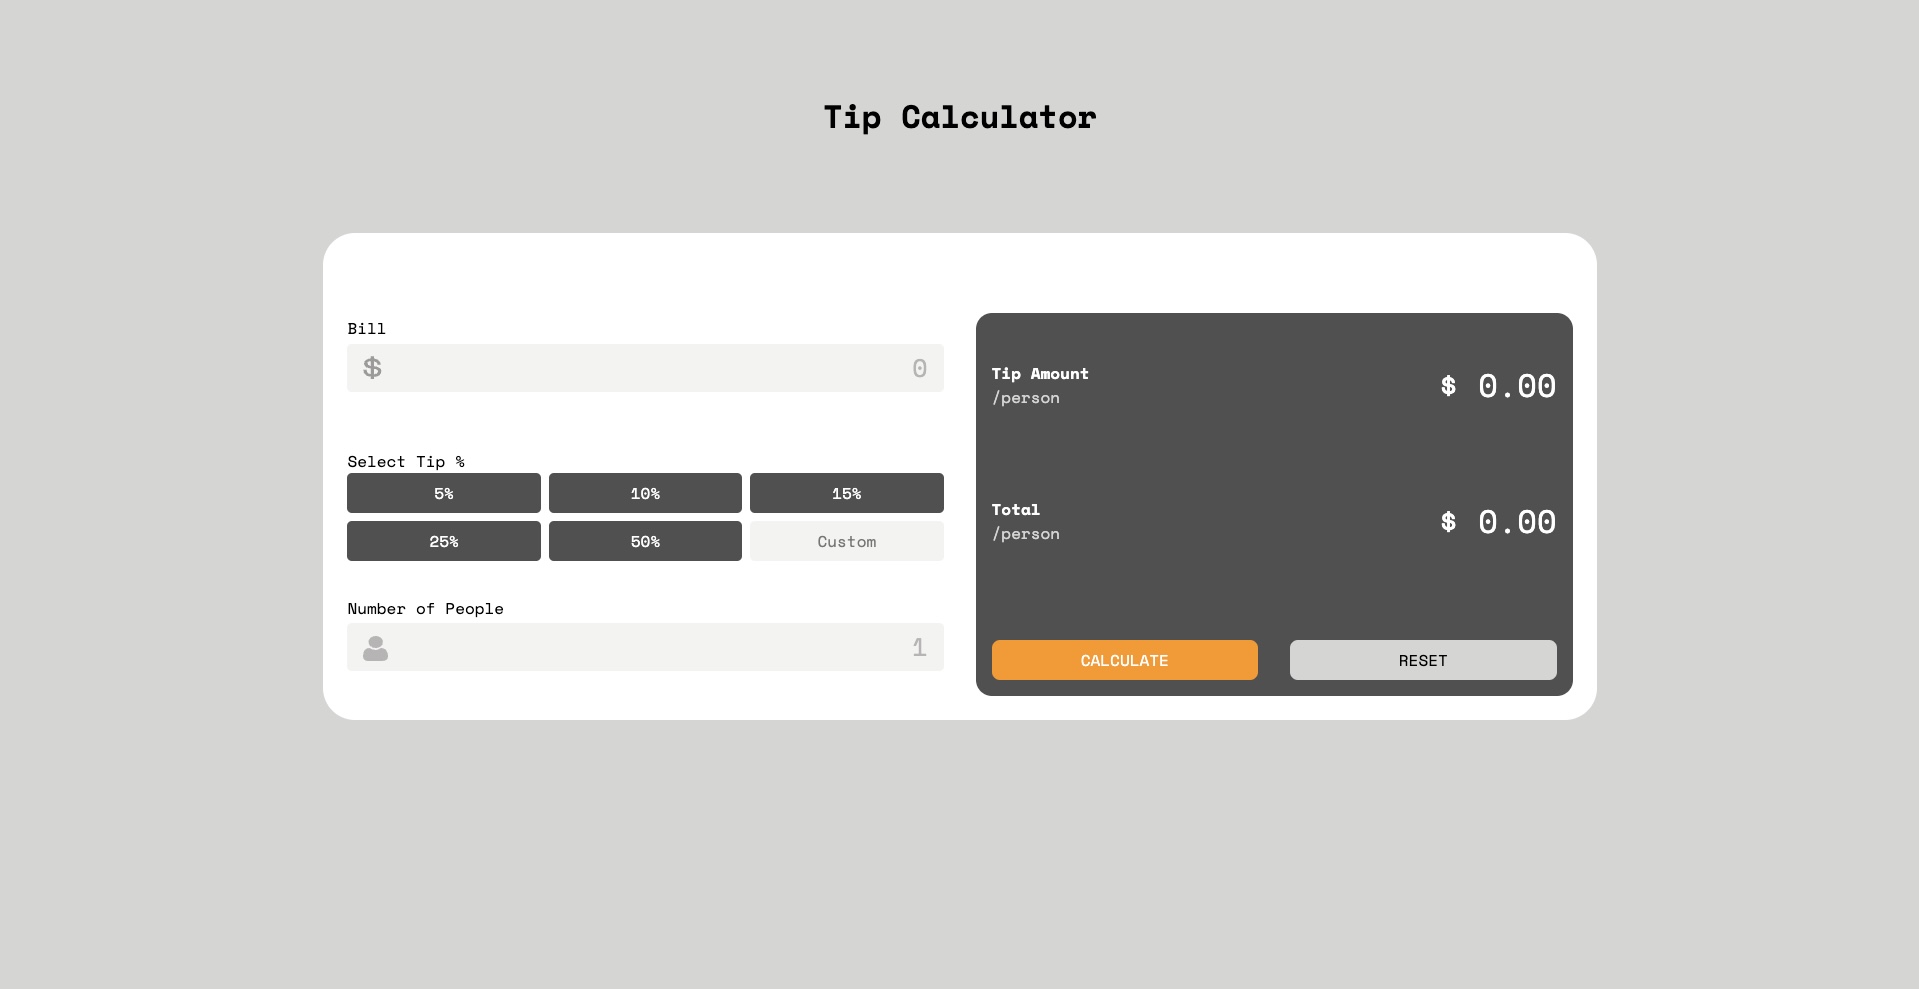 Tip Calculator
Bill
$ 0
Select Tip %
5% 10% 15%
25% 50% Custom
Number of People
1
Tip Amount
/person
$ 0.00
Total
/person
$ 0.00
CALCULATE RESET